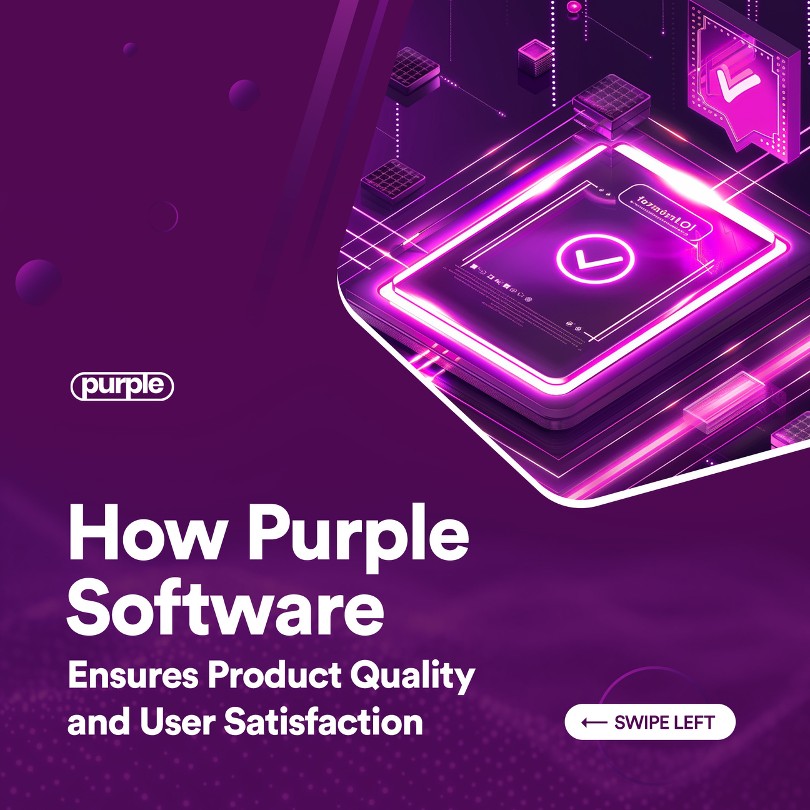 purple
How Purple
Software
Ensures Product Quality
and User Satisfaction
← SWIPE LEFT